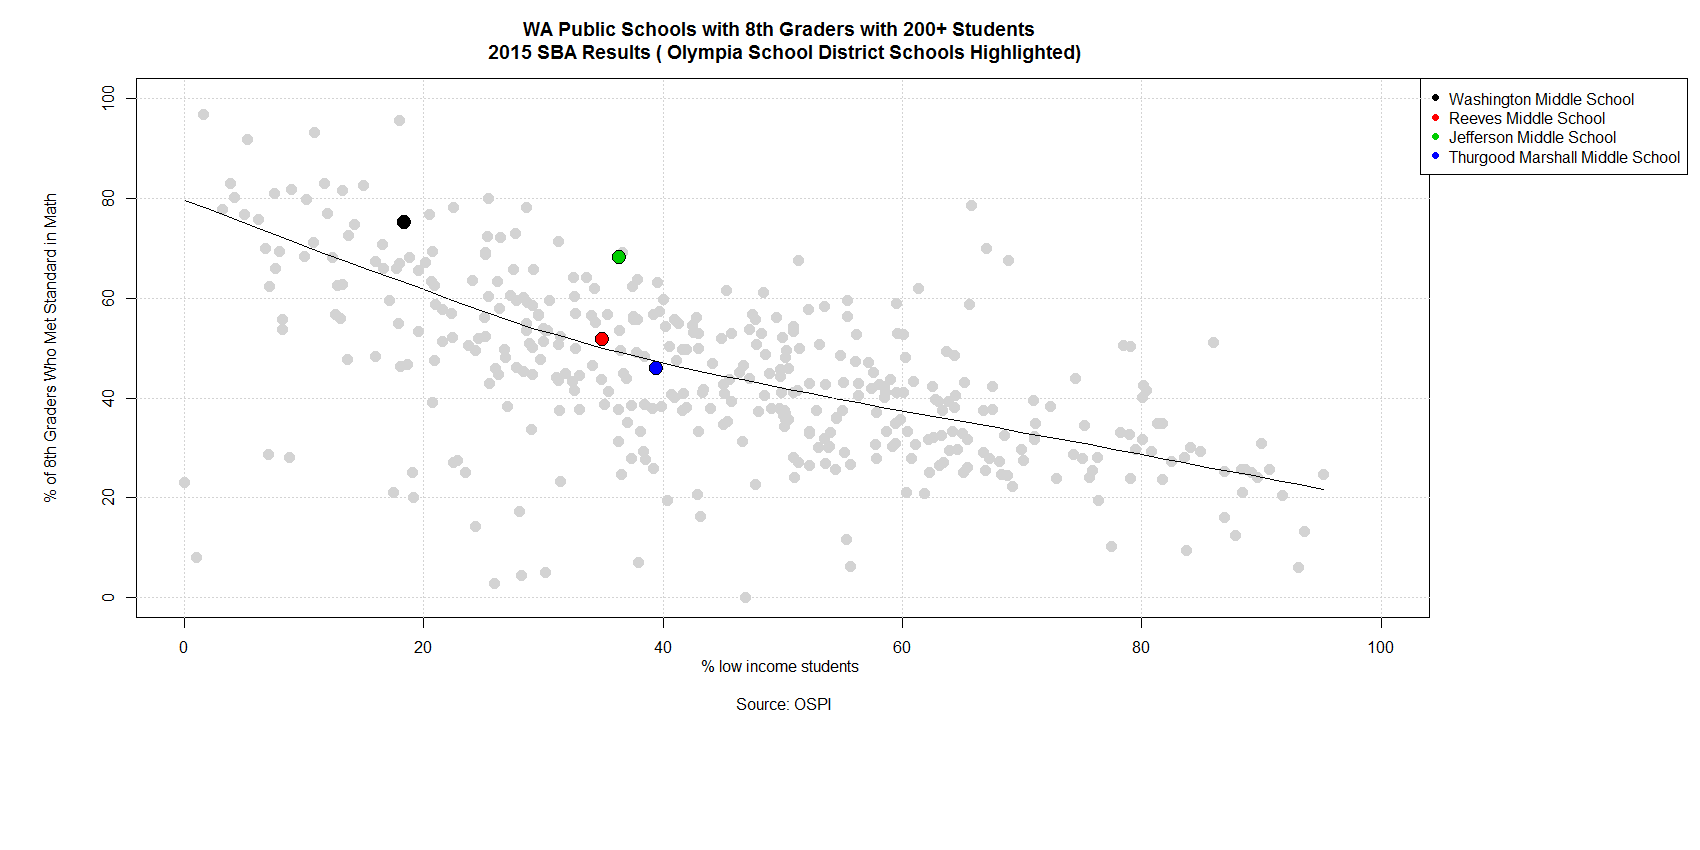 WA Public Schools with 8th Graders with 200+ Students
2015 SBA Results ( Olympia School District Schools Highlighted)
Washington Middle School
Reeves Middle School
Jefferson Middle School
Thurgood Marshall Middle School
% of 8th Graders Who Met Standard in Math
100
80
60
40
20
0
0 20 40 60 80 100
% low income students
Source: OSPI